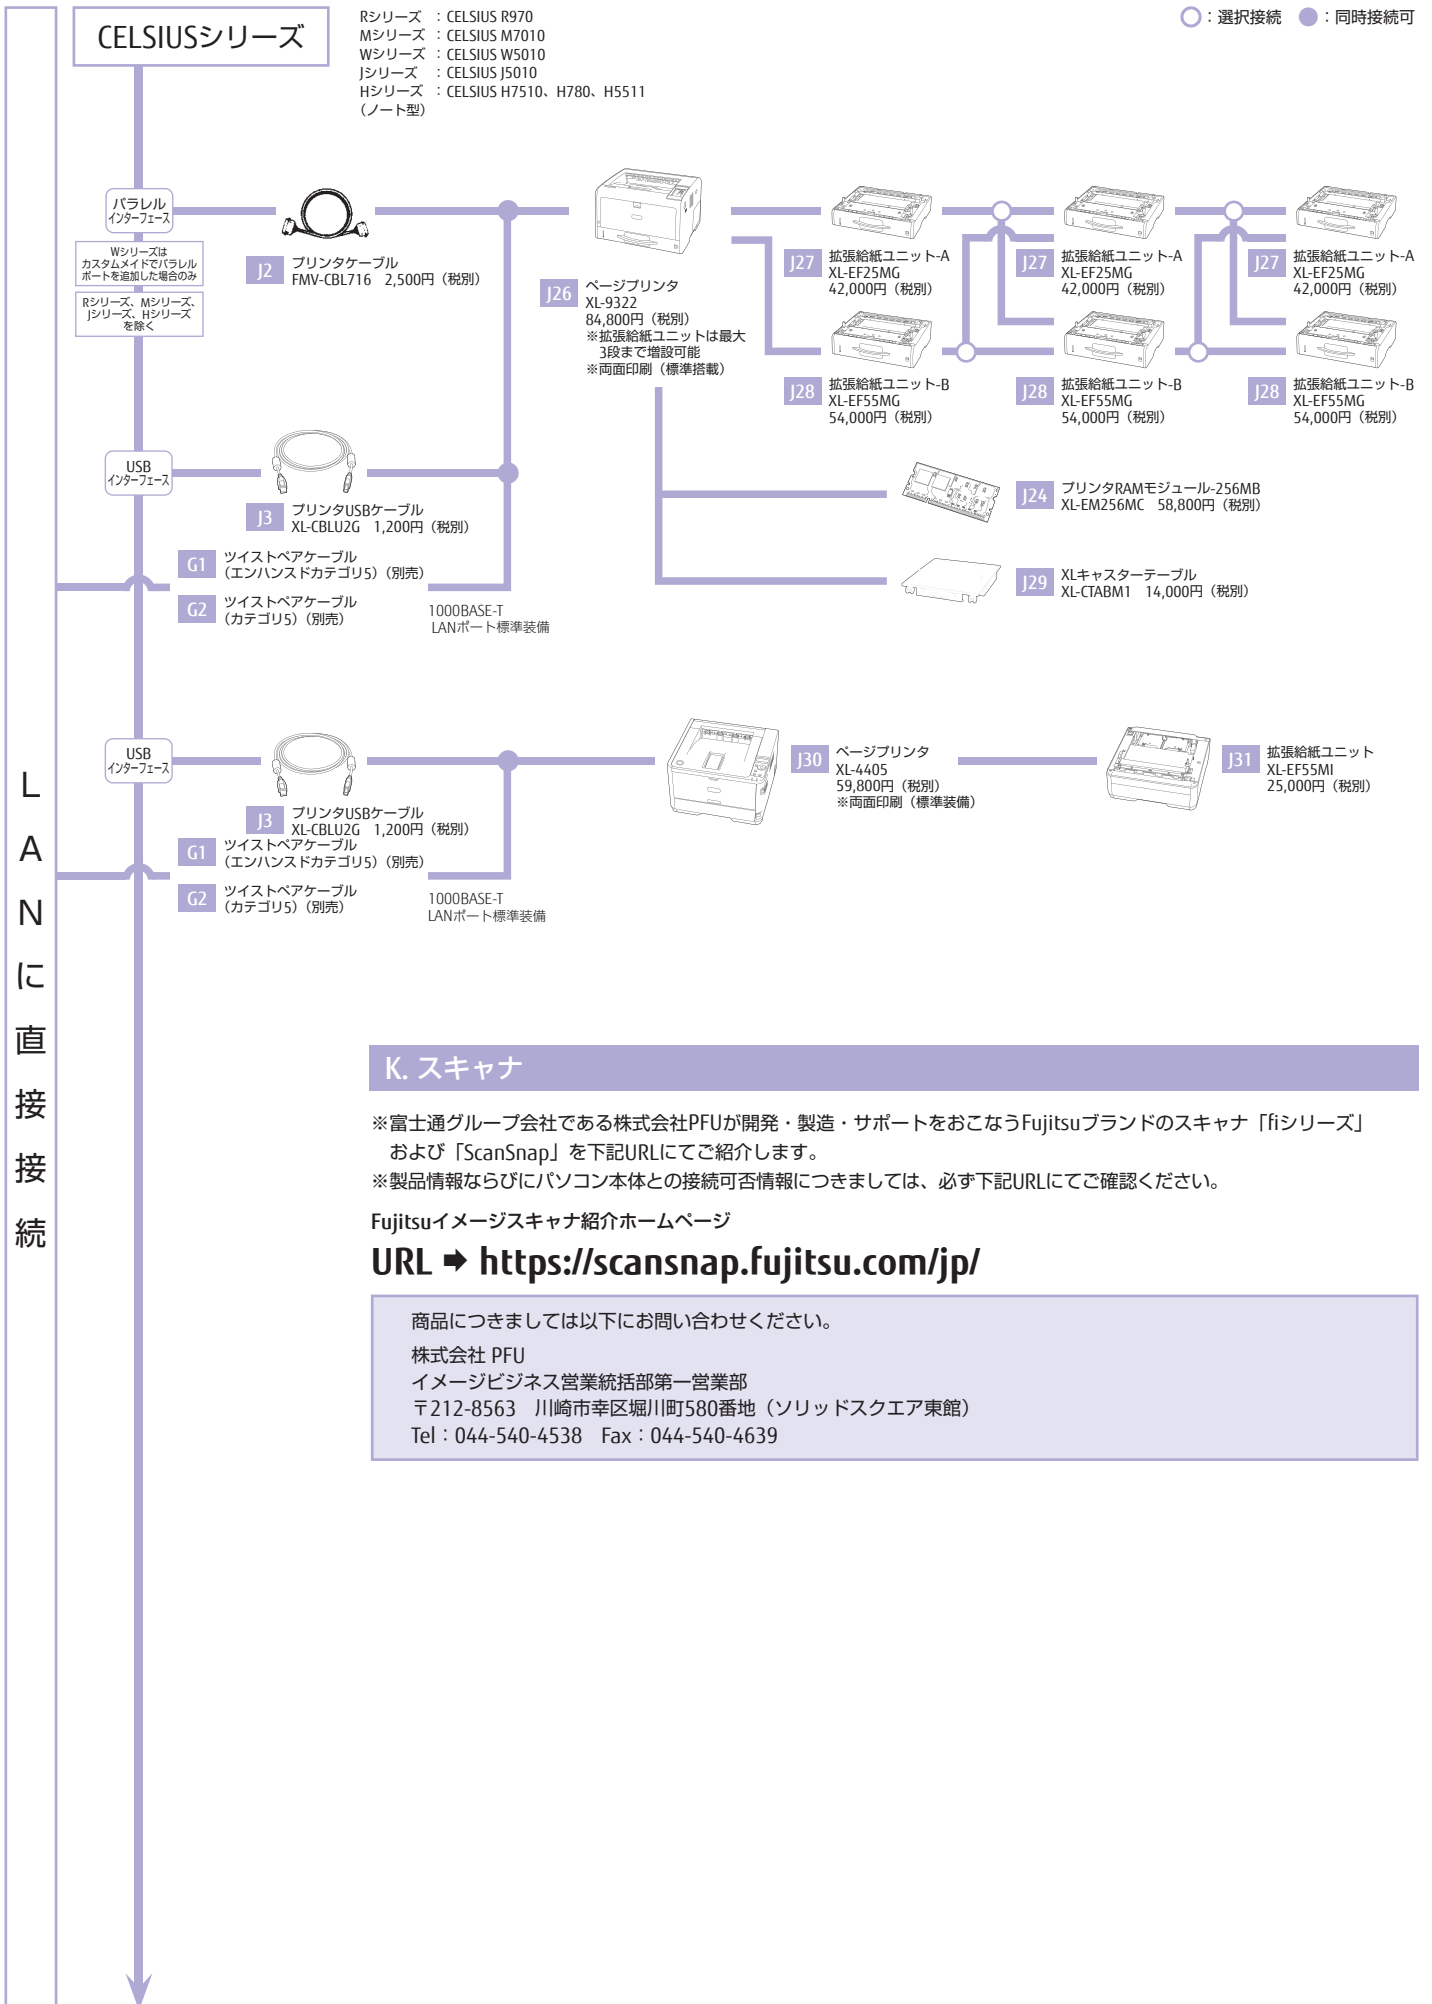 CELSIUSシリーズ
Rシリーズ ：CELSIUS R970
Mシリーズ ：CELSIUS M7010
Wシリーズ ：CELSIUS W5010
Jシリーズ ：CELSIUS J5010
Hシリーズ ：CELSIUS H7510、H780、H5511
（ノート型）
○：選択接続 ●：同時接続可
パラレル
インターフェース
Wシリーズは
カスタムメイドでパラレル
ポートを追加した場合のみ
Rシリーズ、Mシリーズ、
Jシリーズ、Hシリーズ
を除く
J2 プリンタケーブル
FMV-CBL716 2,500円（税別）
J26 ページプリンタ
XL-9322
84,800円（税別）
※拡張給紙ユニットは最大
3段まで増設可能
※両面印刷（標準搭載）
J27 拡張給紙ユニット-A
XL-EF25MG
42,000円（税別）
J27 拡張給紙ユニット-A
XL-EF25MG
42,000円（税別）
J27 拡張給紙ユニット-A
XL-EF25MG
42,000円（税別）
J28 拡張給紙ユニット-B
XL-EF55MG
54,000円（税別）
J28 拡張給紙ユニット-B
XL-EF55MG
54,000円（税別）
J28 拡張給紙ユニット-B
XL-EF55MG
54,000円（税別）
USB
インターフェース
J3 プリンタUSBケーブル
XL-CBLU2G 1,200円（税別）
G1 ツイストペアケーブル
（エンハンスドカテゴリ5）（別売）
G2 ツイストペアケーブル
（カテゴリ5）（別売）
1000BASE-T
LANポート標準装備
J24 プリンタRAMモジュール-256MB
XL-EM256MC 58,800円（税別）
J29 XLキャスターテーブル
XL-CTABM1 14,000円（税別）
USB
インターフェース
J3 プリンタUSBケーブル
XL-CBLU2G 1,200円（税別）
G1 ツイストペアケーブル
（エンハンスドカテゴリ5）（別売）
G2 ツイストペアケーブル
（カテゴリ5）（別売）
1000BASE-T
LANポート標準装備
J30 ページプリンタ
XL-4405
59,800円（税別）
※両面印刷（標準装備）
J31 拡張給紙ユニット
XL-EF55MI
25,000円（税別）
LANに直接接続
K. スキャナ
※富士通グループ会社である株式会社PFUが開発・製造・サポートをおこなうFujitsuブランドのスキャナ「fiシリーズ」
および「ScanSnap」を下記URLにてご紹介します。
※製品情報ならびにパソコン本体との接続可否情報につきましては、必ず下記URLにてご確認ください。
Fujitsuイメージスキャナ紹介ホームページ
URL ➡ https://scansnap.fujitsu.com/jp/
商品につきましては以下にお問い合わせください。
株式会社 PFU
イメージビジネス営業統括部第一営業部
〒212-8563 川崎市幸区堀川町580番地（ソリッドスクエア東館）
Tel：044-540-4538 Fax：044-540-4639